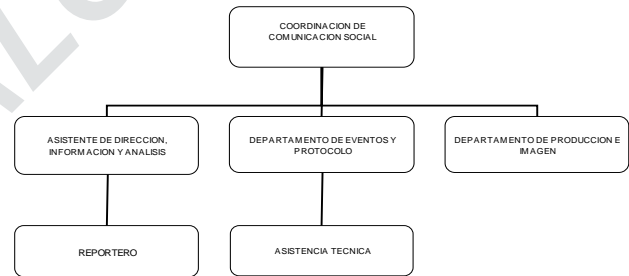 COORDINACION DE
COMUNICACION SOCIAL
ASISTENTE DE DIRECCION,
INFORMACION Y ANALISIS
DEPARTAMENTO DE EVENTOS Y
PROTOCOLO
DEPARTAMENTO DE PRODUCCION E
IMAGEN
REPORTERO
ASISTENCIA TECNICA